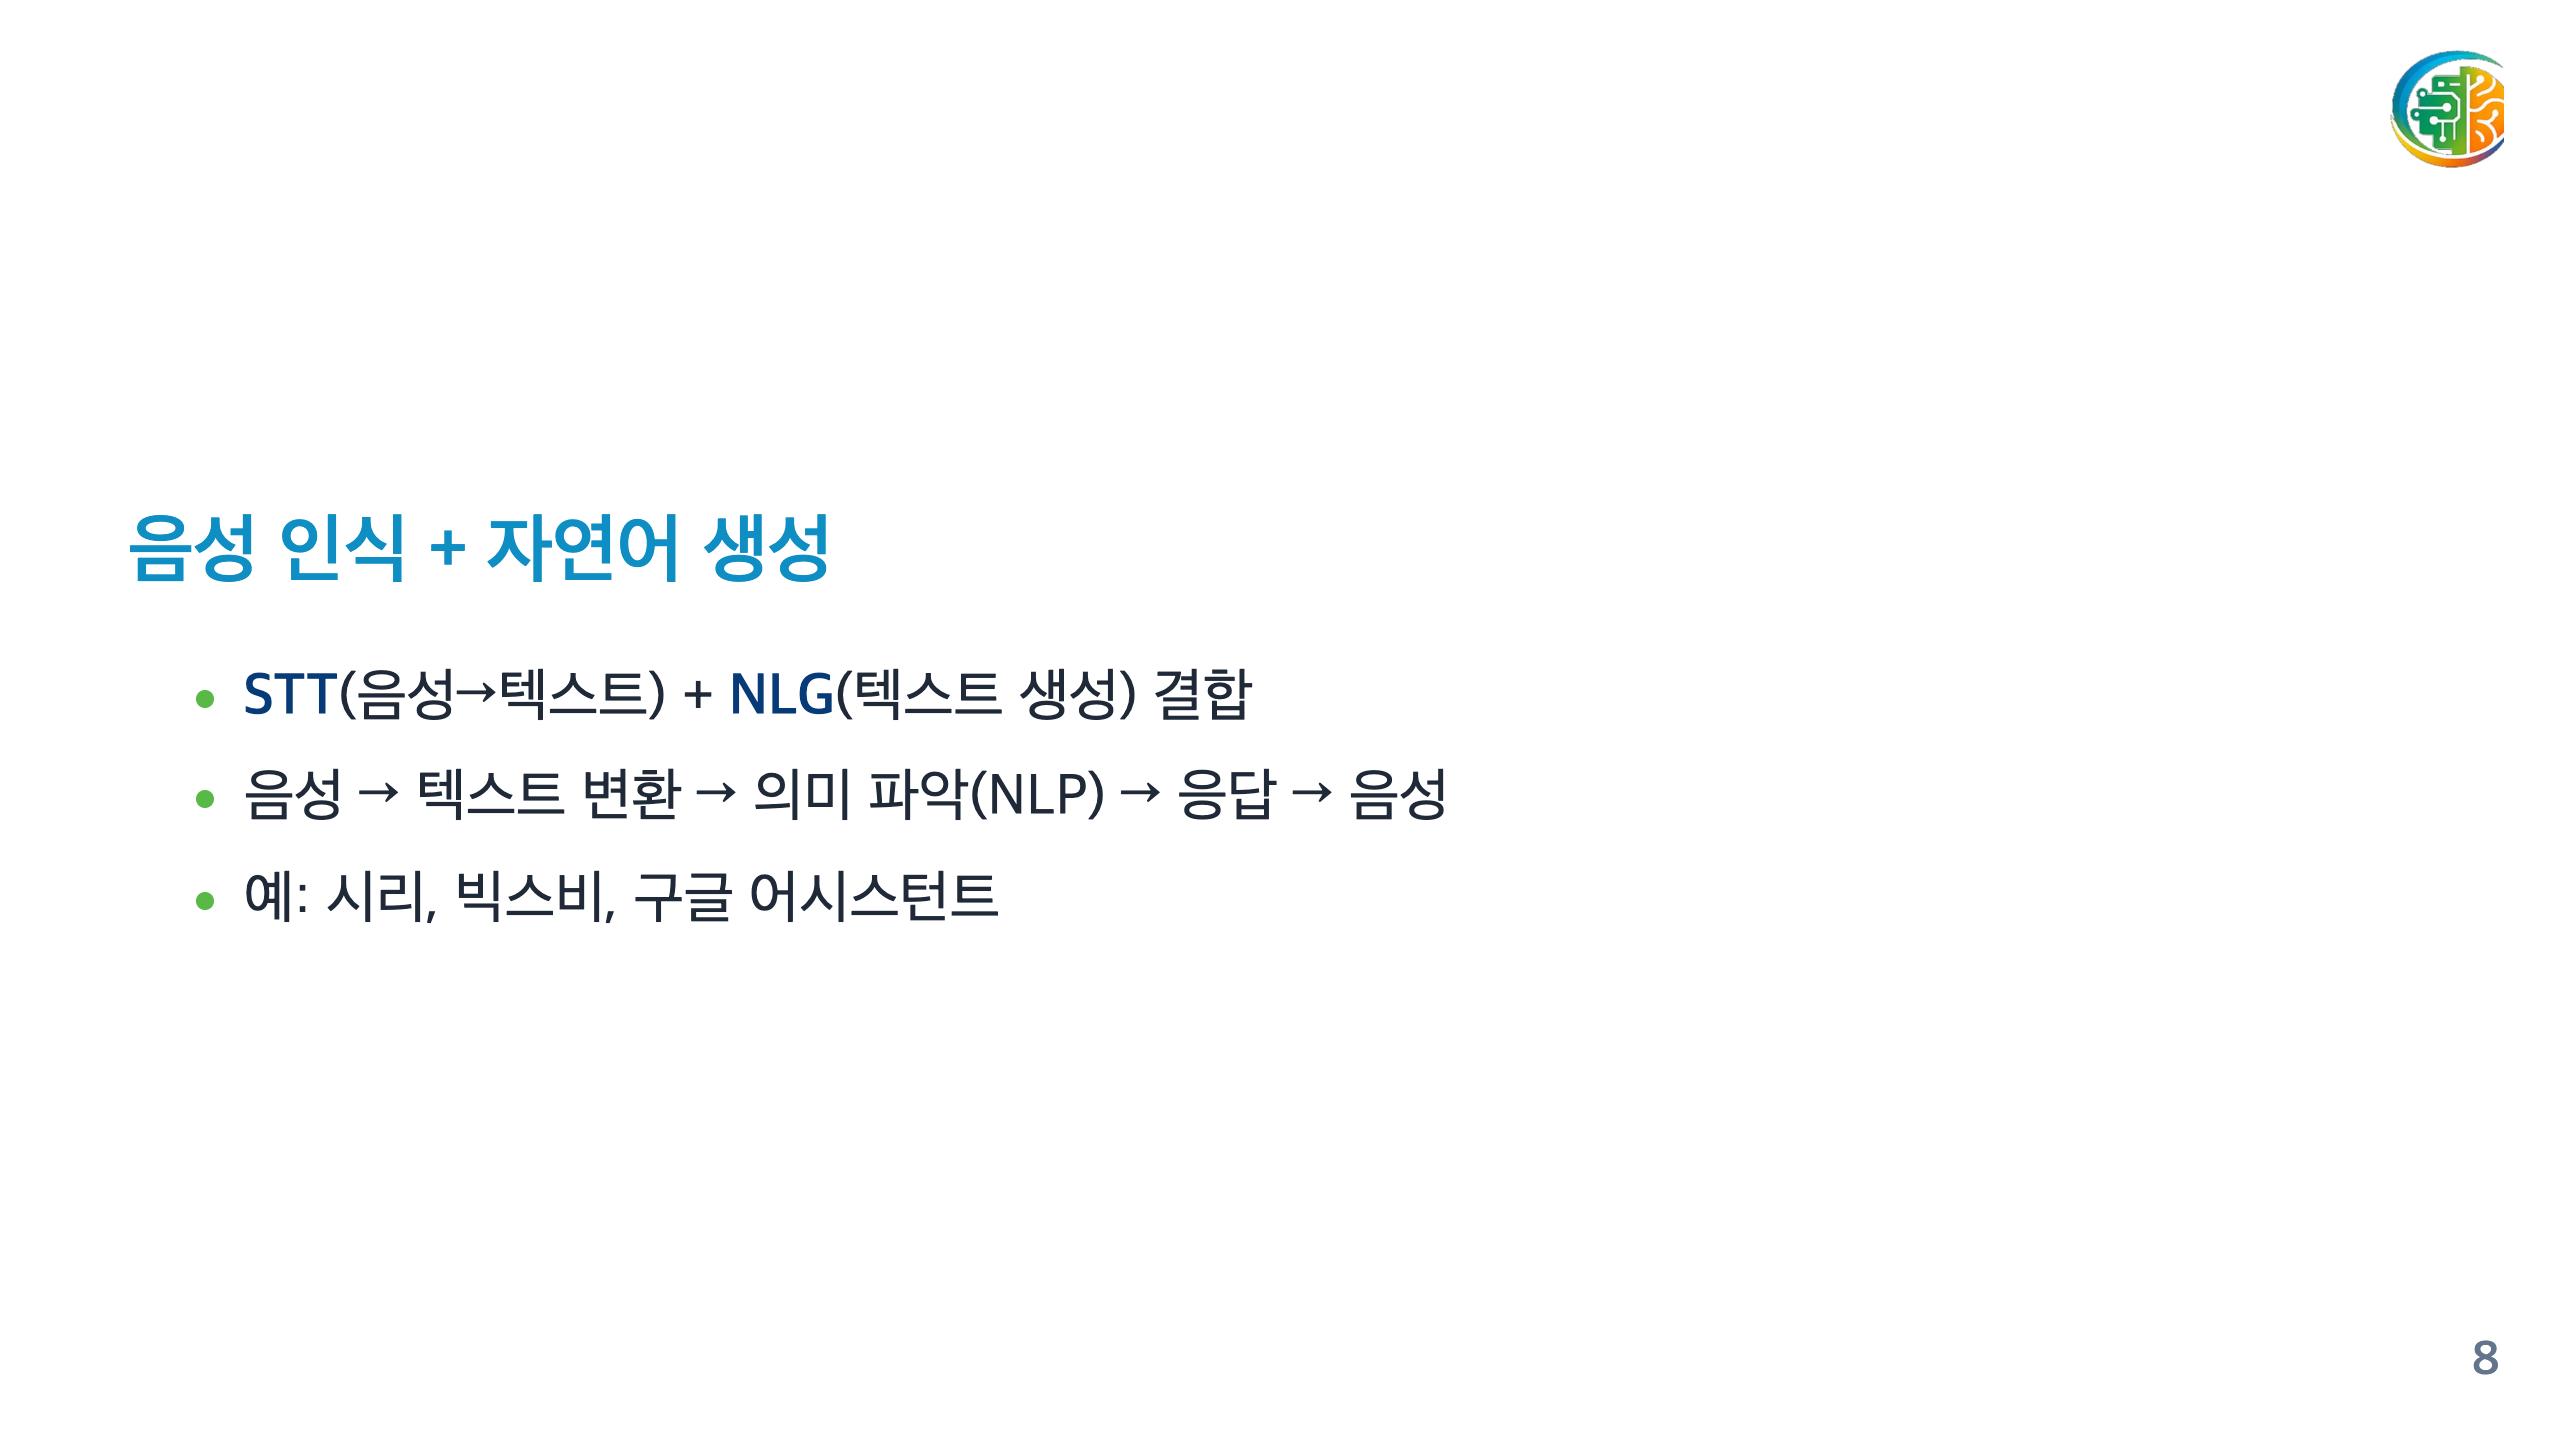 음성 인식 + 자연어 생성
• STT(음성→텍스트) + NLG(텍스트 생성) 결합
• 음성 → 텍스트 변환 → 의미 파악(NLP) → 응답 → 음성
• 예: 시리, 빅스비, 구글 어시스턴트
8